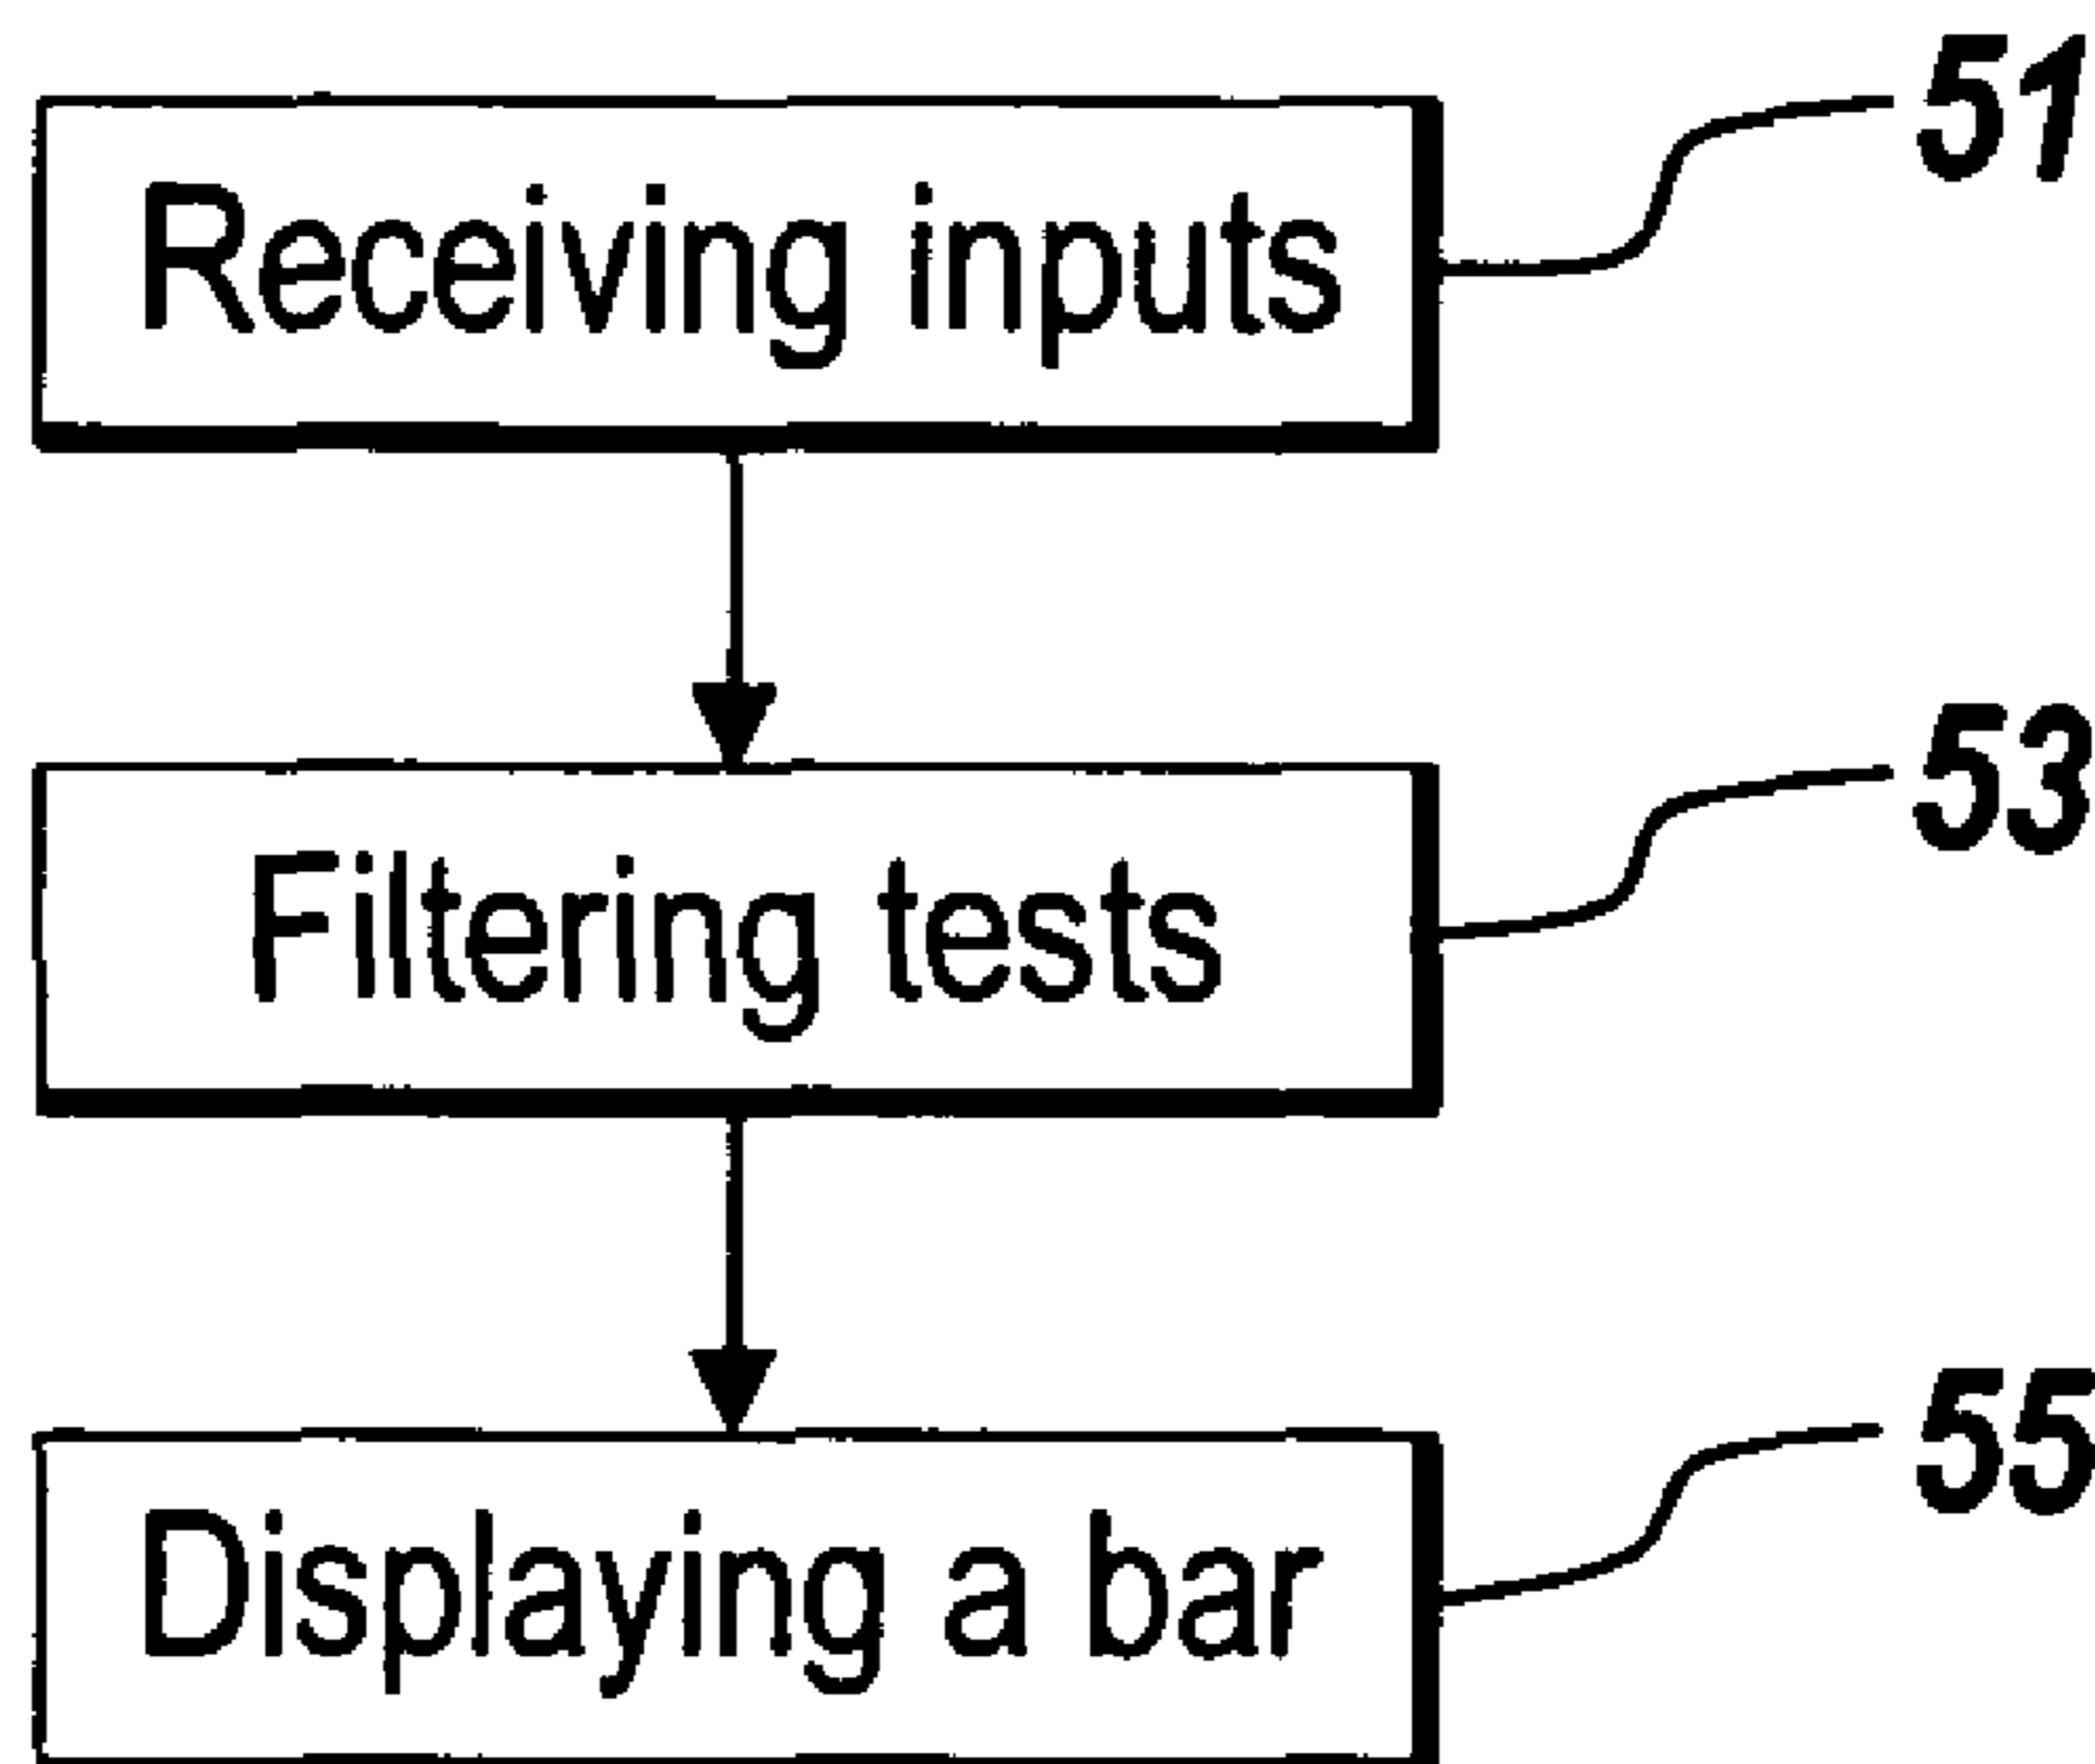 51
Receiving inputs
53
Filtering tests
55
Displaying a bar